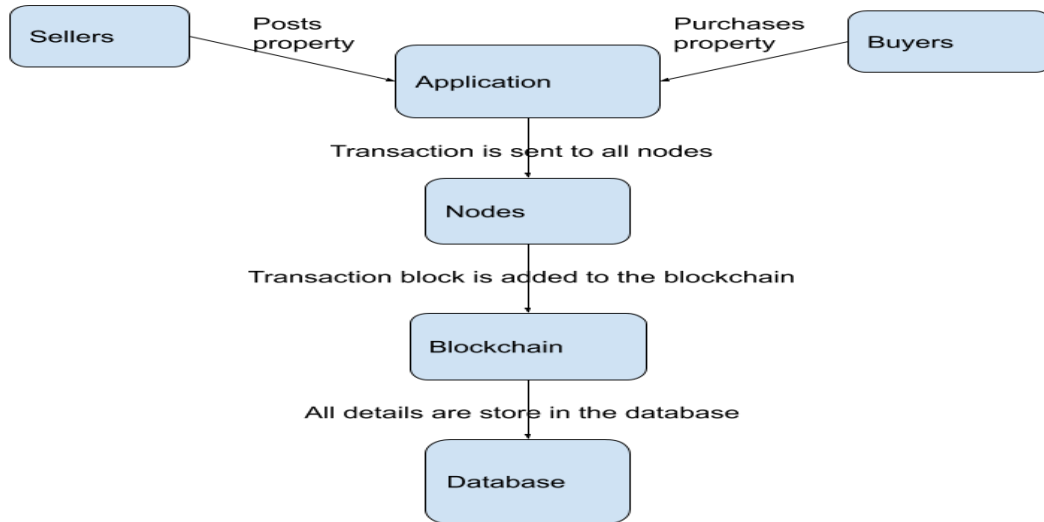 Sellers
Posts
property
Purchases
property
Buyers
Application
Transaction is sent to all nodes
Nodes
Transaction block is added to the blockchain
Blockchain
All details are store in the database
Database